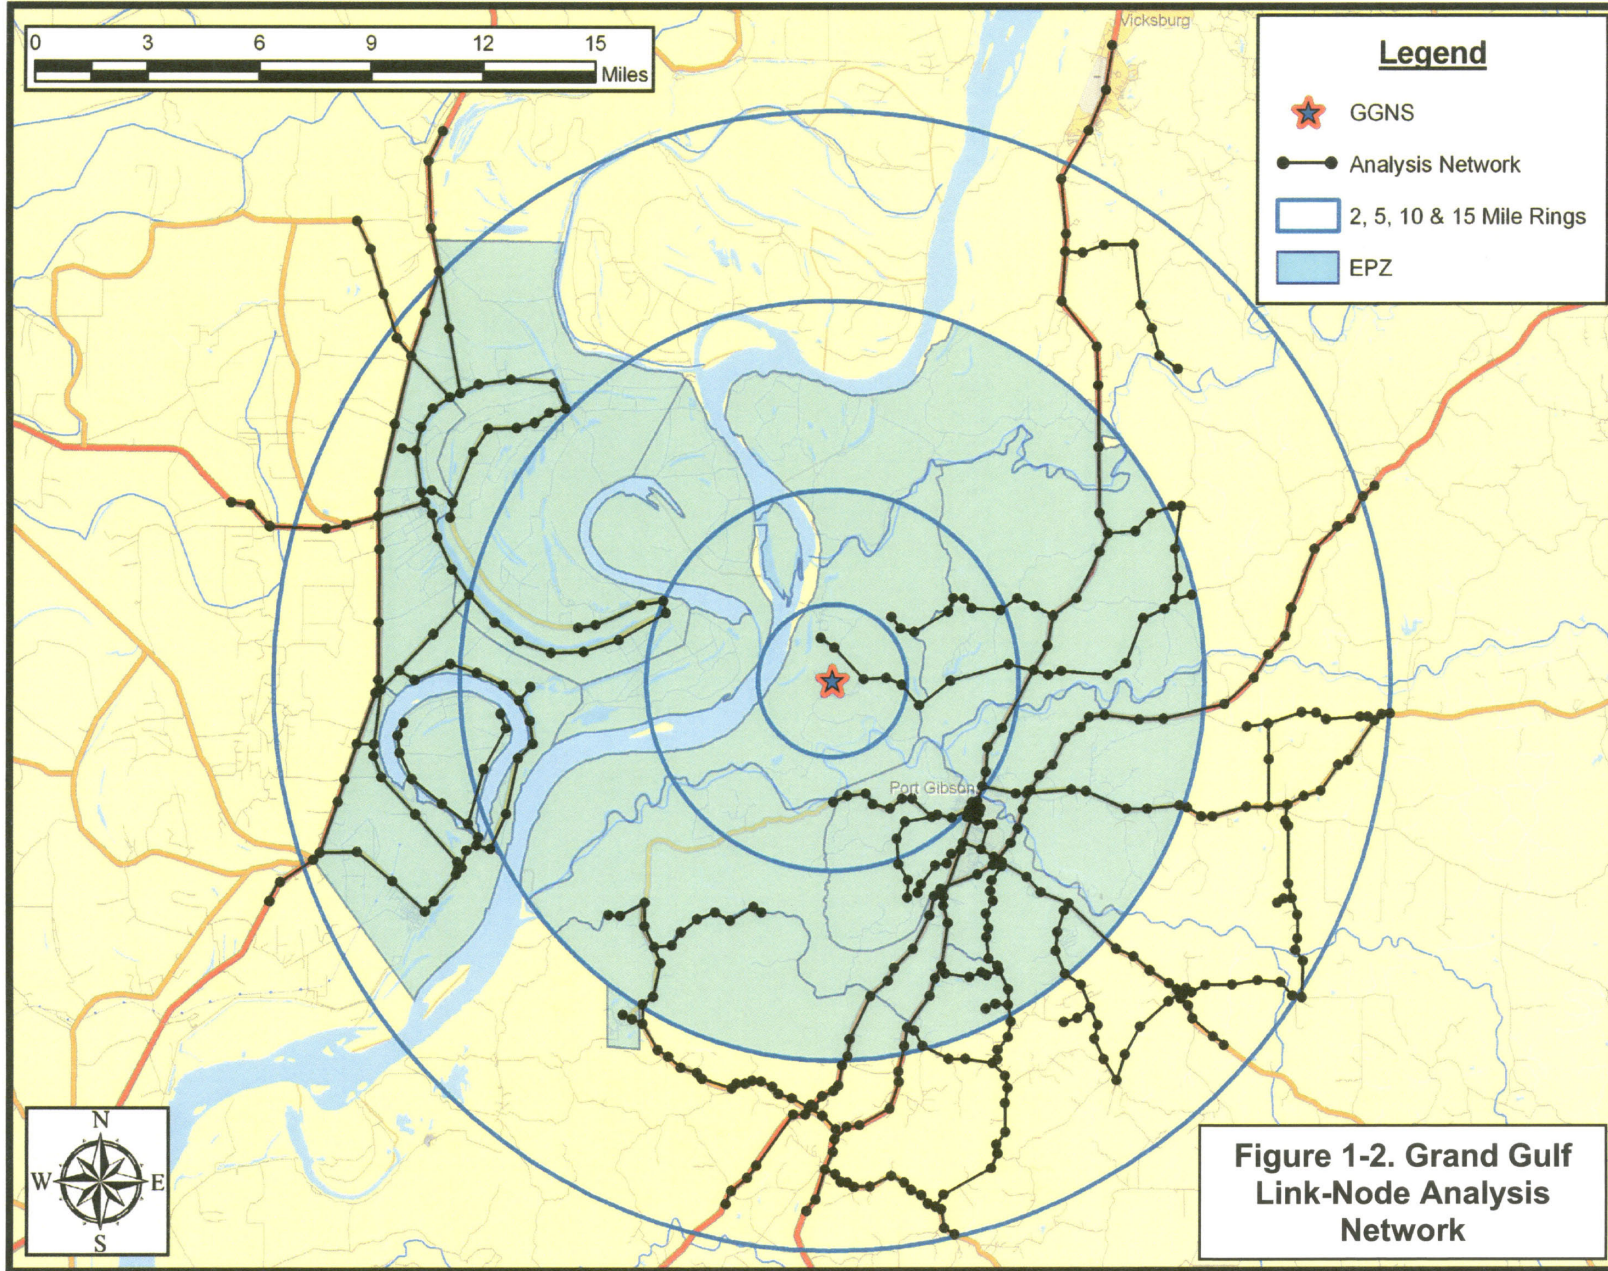 0 3 6 9 12 15
Miles
Vicksburg
Legend
GGNS
Analysis Network
2, 5, 10 & 15 Mile Rings
EPZ
Port Gibson
N
W E
S
Figure 1-2. Grand Gulf
Link-Node Analysis
Network